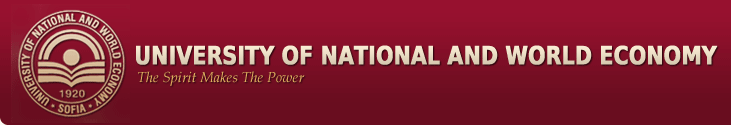 UNIVERSITY OF NATIONAL AND WORLD ECONOMY
1920
· SOFIA ·
UNIVERSITY OF NATIONAL AND WORLD ECONOMY
The Spirit Makes The Power